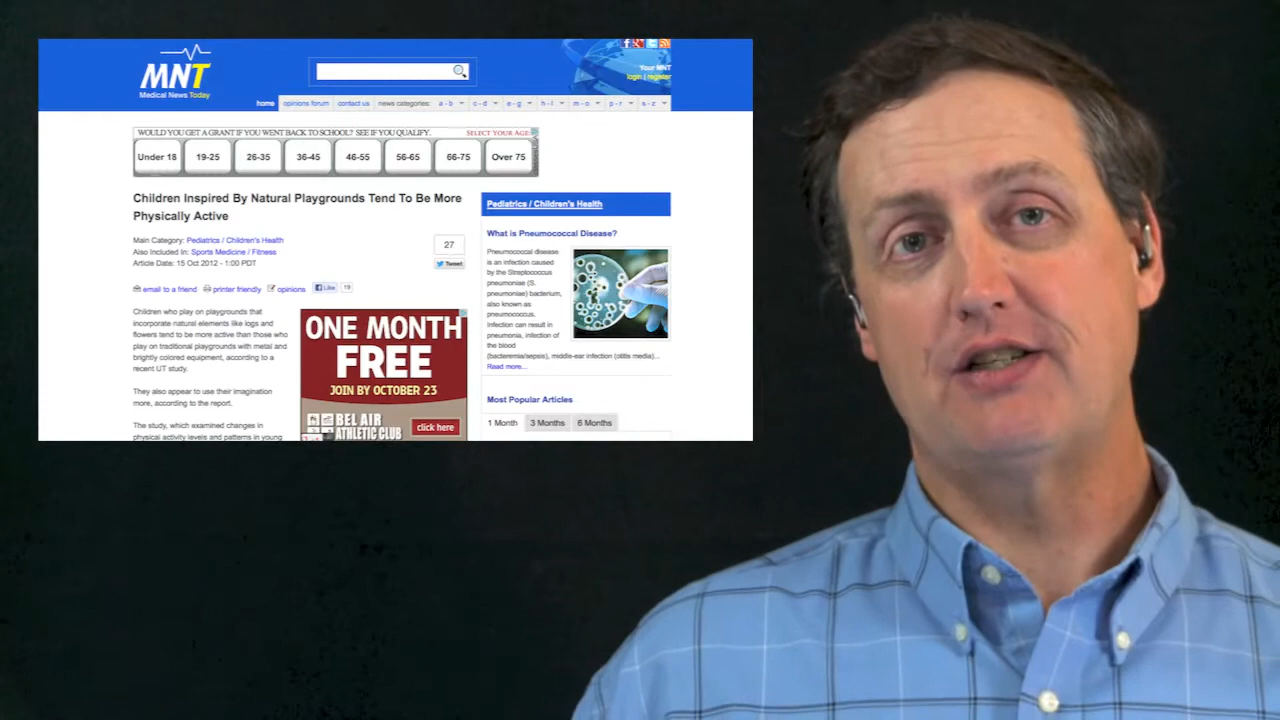 MNT
Medical News Today
Your MNT
login | register
home opinions forum contact us news categories: a - b c - d e - g h - l m - o p - r s - z
WOULD YOU GET A GRANT IF YOU WENT BACK TO SCHOOL? SEE IF YOU QUALIFY. SELECT YOUR AGE:
Under 18 19-25 26-35 36-45 46-55 56-65 66-75 Over 75
Children Inspired By Natural Playgrounds Tend To Be More
Physically Active
Main Category: Pediatrics / Children's Health
Also Included In: Sports Medicine / Fitness
Article Date: 15 Oct 2012 - 1:00 PDT
27
Tweet
email to a friend printer friendly opinions Like 19
Children who play on playgrounds that
incorporate natural elements like logs and
flowers tend to be more active than those who
play on traditional playgrounds with metal and
brightly colored equipment, according to a
recent UT study.
They also appear to use their imagination
more, according to the report.
The study, which examined changes in
physical activity levels and patterns in young
ONE MONTH
FREE
JOIN BY OCTOBER 23
BEL AIR
ATHLETIC CLUB
click here
Pediatrics / Children's Health
What is Pneumococcal Disease?
Pneumococcal disease
is an infection caused
by the Streptococcus
pneumoniae (S.
pneumoniae) bacterium,
also known as
pneumococcus.
Infection can result in
pneumonia, infection of
the blood
(bacteremia/sepsis), middle-ear infection (otitis media)...
Read more...
Most Popular Articles
1 Month 3 Months 6 Months